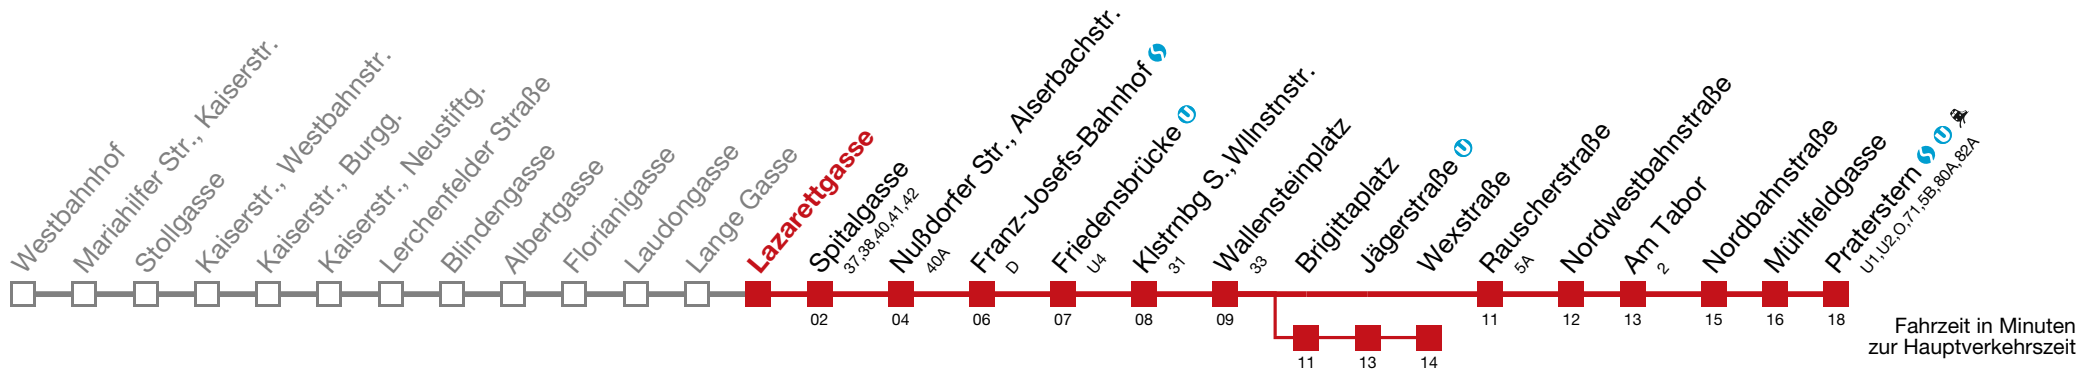 Westbahnhof
Mariahilfer Str., Kaiserstr.
Stollgasse
Kaiserstr., Westbahnstr.
Kaiserstr., Burgg.
Kaiserstr., Neustiftg.
Lerchenfelder Straße
Blindengasse
Albertgasse
Florianigasse
Laudongasse
Lange Gasse
Lazarettgasse
Spitalgasse
37,38,40,41,42
Nußdorfer Str., Alserbachstr.
40A
Franz-Josefs-Bahnhof S
D
Friedensbrücke U
U4
Klstrnbg S., Wllnstnstr.
31
Wallensteinplatz
33
Brigittaplatz
Jägerstraße U
Wexstraße
Rauscherstraße
5A
Nordwestbahnstraße
Am Tabor
2
Nordbahnstraße
Mühlfeldgasse
Praterstern S U
U1,U2,O,71,5B,80A,82A
02 04 06 07 08 09 11 12 13 15 16 18
11 13 14
Fahrzeit in Minuten
zur Hauptverkehrszeit